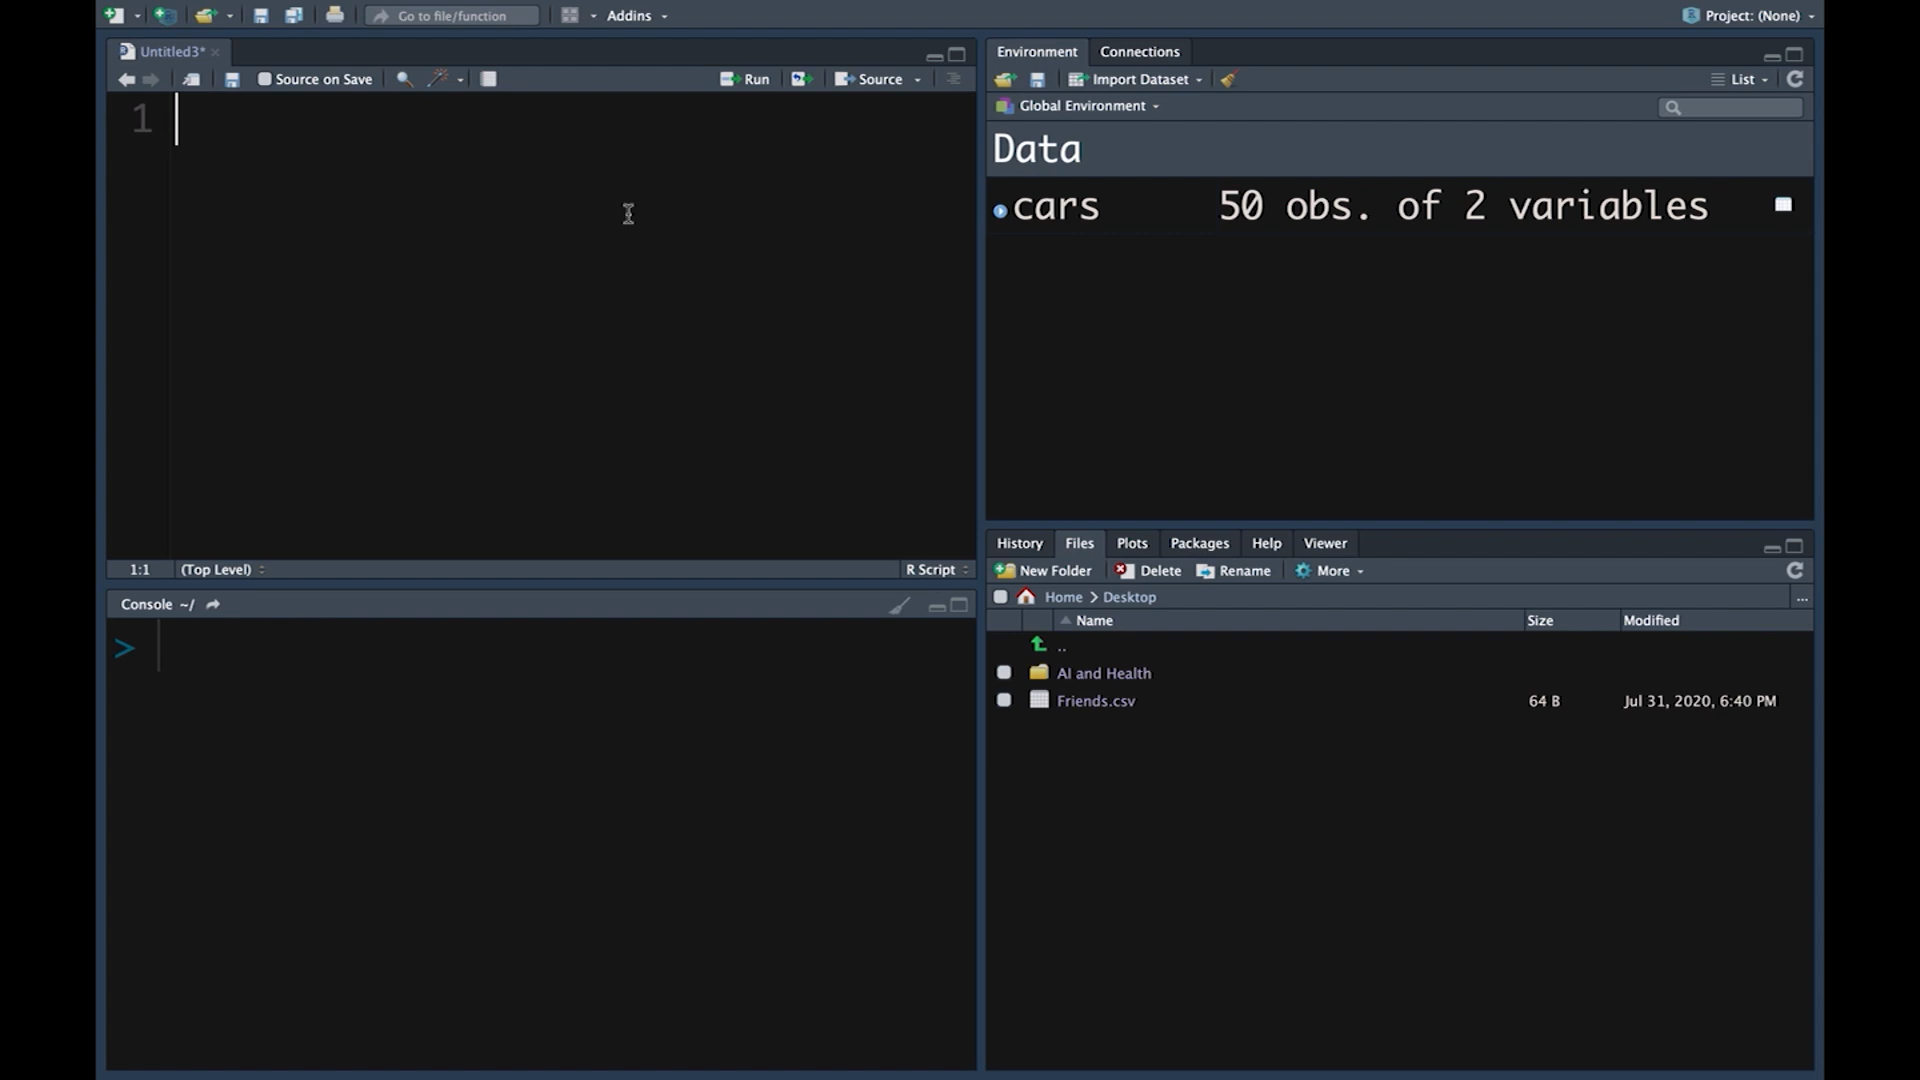 Go to file/function
Addins
Project: (None)
Untitled3*
Source on Save
Run
Source
1
1:1 (Top Level)
R Script
Console ~/
>
Environment
Connections
Import Dataset
List
Global Environment
Data
cars 50 obs. of 2 variables
History Files Plots Packages Help Viewer
New Folder Delete Rename More
Home > Desktop
...
Name Size Modified
..
AI and Health
Friends.csv 64 B Jul 31, 2020, 6:40 PM